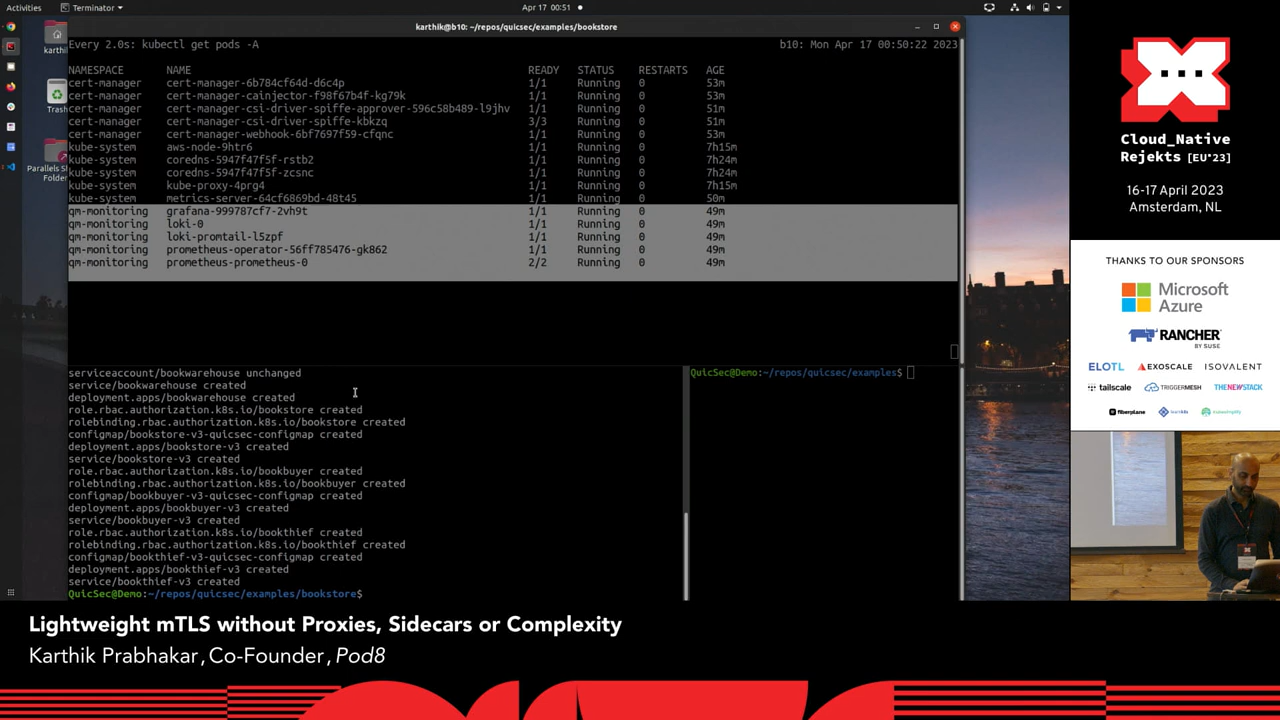 Activities
Terminator
Apr 17 00:51
karthik@b10: ~/repos/quicsec/examples/bookstore
karthi
Trash
Parallels Sh
Folder
Every 2.0s: kubectl get pods -A
b10: Mon Apr 17 00:50:22 2023
NAMESPACE NAME READY STATUS RESTARTS AGE
cert-manager cert-manager-6b784cf64d-d6c4p 1/1 Running 0 53m
cert-manager cert-manager-cainjector-f98f67b4f-kg79k 1/1 Running 0 53m
cert-manager cert-manager-csi-driver-spiffe-approver-596c58b489-l9jhv 1/1 Running 0 51m
cert-manager cert-manager-csi-driver-spiffe-kbkzq 3/3 Running 0 51m
cert-manager cert-manager-webhook-6bf7697f59-cfqnc 1/1 Running 0 53m
kube-system aws-node-9htr6 1/1 Running 0 7h15m
kube-system coredns-5947f47f5f-rstb2 1/1 Running 0 7h24m
kube-system coredns-5947f47f5f-zcsnc 1/1 Running 0 7h24m
kube-system kube-proxy-4prg4 1/1 Running 0 7h15m
kube-system metrics-server-64cf6869bd-48t45 1/1 Running 0 50m
qm-monitoring grafana-999787cf7-2vh9t 1/1 Running 0 49m
qm-monitoring loki-0 1/1 Running 0 49m
qm-monitoring loki-promtail-l5zpf 1/1 Running 0 49m
qm-monitoring prometheus-operator-56ff785476-gk862 1/1 Running 0 49m
qm-monitoring prometheus-prometheus-0 2/2 Running 0 49m
serviceaccount/bookwarehouse unchanged
service/bookwarehouse created
deployment.apps/bookwarehouse created
role.rbac.authorization.k8s.io/bookstore created
rolebinding.rbac.authorization.k8s.io/bookstore created
configmap/bookstore-v3-quicsec-configmap created
deployment.apps/bookstore-v3 created
service/bookstore-v3 created
role.rbac.authorization.k8s.io/bookbuyer created
rolebinding.rbac.authorization.k8s.io/bookbuyer created
configmap/bookbuyer-v3-quicsec-configmap created
deployment.apps/bookbuyer-v3 created
service/bookbuyer-v3 created
role.rbac.authorization.k8s.io/bookthief created
rolebinding.rbac.authorization.k8s.io/bookthief created
configmap/bookthief-v3-quicsec-configmap created
deployment.apps/bookthief-v3 created
service/bookthief-v3 created
QuicSec@Demo:~/repos/quicsec/examples/bookstore$
QuicSec@Demo:~/repos/quicsec/examples$
Cloud_Native
Rejekts [EU'23]
16-17 April 2023
Amsterdam, NL
THANKS TO OUR SPONSORS
Microsoft
Azure
RANCHER
BY SUSE
ELOTL EXOSCALE ISOVALENT
tailscale TRIGGERMESH THENEWSTACK
fiberplane
Lightweight mTLS without Proxies, Sidecars or Complexity
Karthik Prabhakar, Co-Founder, Pod8